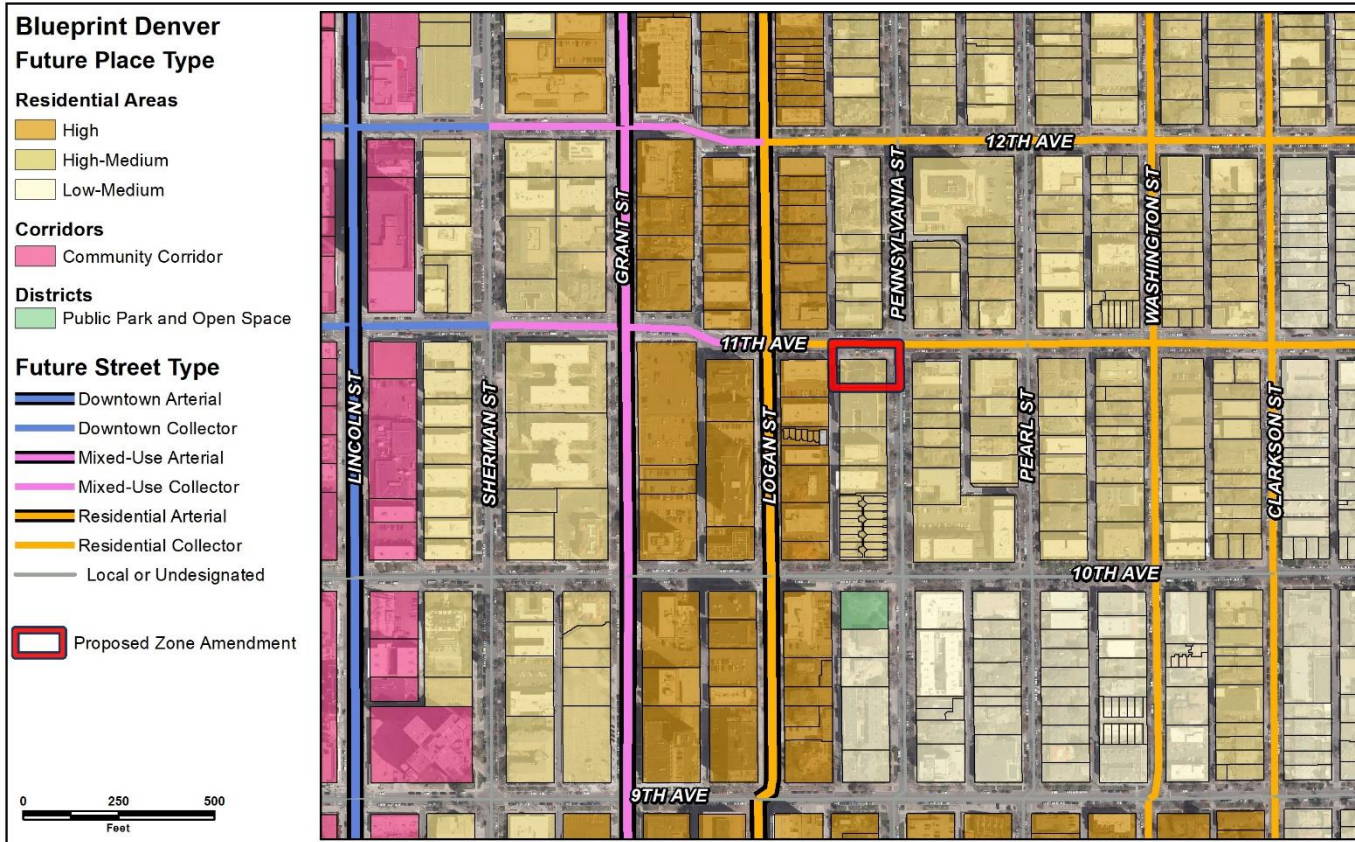 Blueprint Denver
Future Place Type
Residential Areas
High
High-Medium
Low-Medium
Corridors
Community Corridor
Districts
Public Park and Open Space
Future Street Type
Downtown Arterial
Downtown Collector
Mixed-Use Arterial
Mixed-Use Collector
Residential Arterial
Residential Collector
Local or Undesignated
Proposed Zone Amendment
0 250 500
Feet
12TH AVE
11TH AVE
10TH AVE
9TH AVE
LINCOLN ST
SHERMAN ST
GRANT ST
LOGAN ST
PENNSYLVANIA ST
PEARL ST
WASHINGTON ST
CLARKSON ST